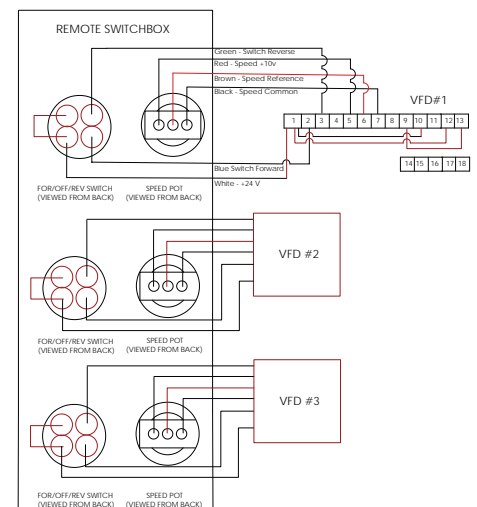 REMOTE SWITCHBOX
Green - Switch Reverse
Red - Speed +10v
Brown - Speed Reference
Black - Speed Common
VFD#1
1 2 3 4 5 6 7 8 9 10 11 12 13
14 15 16 17 18
Blue Switch Forward
White - +24 V
FOR/OFF/REV SWITCH
(VIEWED FROM BACK)
SPEED POT
(VIEWED FROM BACK)
VFD #2
FOR/OFF/REV SWITCH
(VIEWED FROM BACK)
SPEED POT
(VIEWED FROM BACK)
VFD #3
FOR/OFF/REV SWITCH
(VIEWED FROM BACK)
SPEED POT
(VIEWED FROM BACK)